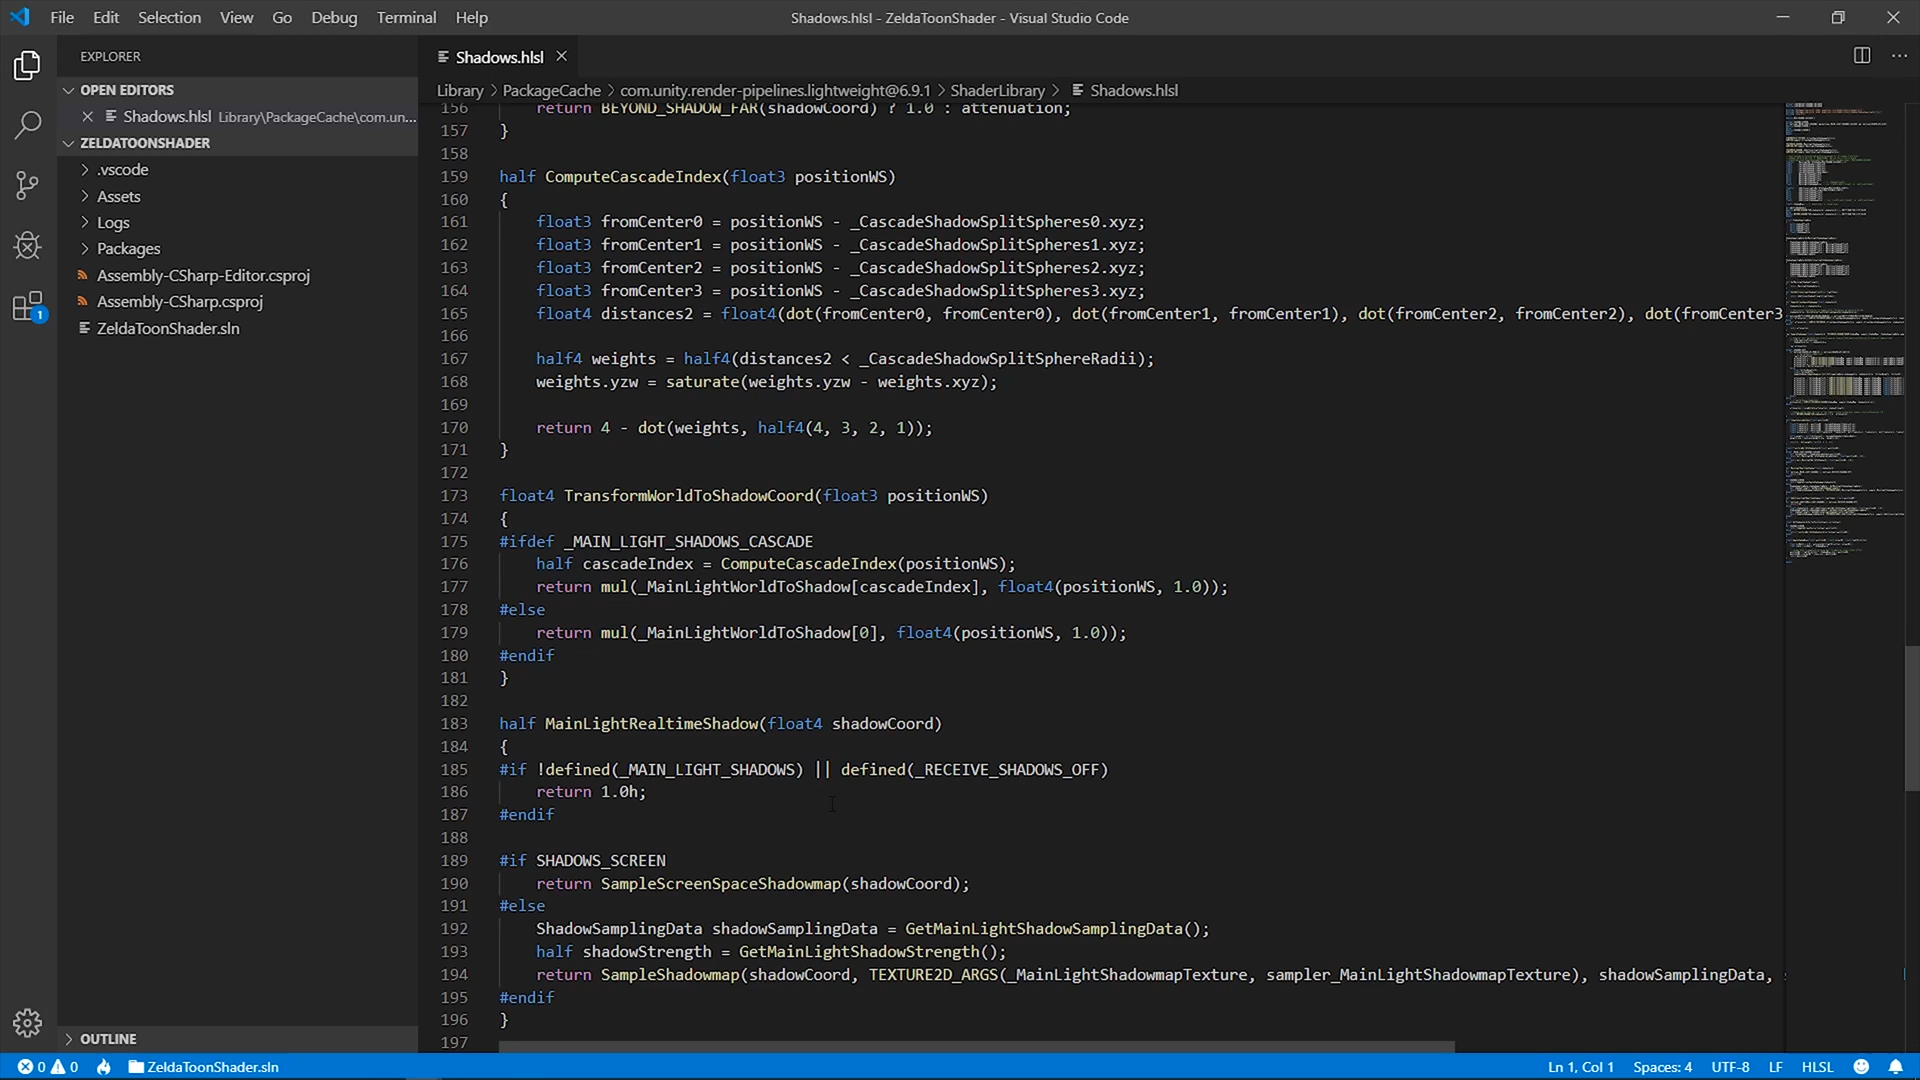 File Edit Selection View Go Debug Terminal Help
Shadows.hlsl - ZeldaToonShader - Visual Studio Code
EXPLORER
OPEN EDITORS
Shadows.hlsl Library\PackageCache\com.un...
ZELDATOONSHADER
.vscode
Assets
Logs
Packages
Assembly-CSharp-Editor.csproj
Assembly-CSharp.csproj
ZeldaToonShader.sln
OUTLINE
1
Shadows.hlsl
Library > PackageCache > com.unity.render-pipelines.lightweight@6.9.1 > ShaderLibrary > Shadows.hlsl
156 return BEYOND_SHADOW_FAR(shadowCoord) ? 1.0 : attenuation;
157 }
158
159 half ComputeCascadeIndex(float3 positionWS)
160 {
161 float3 fromCenter0 = positionWS - _CascadeShadowSplitSpheres0.xyz;
162 float3 fromCenter1 = positionWS - _CascadeShadowSplitSpheres1.xyz;
163 float3 fromCenter2 = positionWS - _CascadeShadowSplitSpheres2.xyz;
164 float3 fromCenter3 = positionWS - _CascadeShadowSplitSpheres3.xyz;
165 float4 distances2 = float4(dot(fromCenter0, fromCenter0), dot(fromCenter1, fromCenter1), dot(fromCenter2, fromCenter2), dot(fromCenter3
166
167 half4 weights = half4(distances2 < _CascadeShadowSplitSphereRadii);
168 weights.yzw = saturate(weights.yzw - weights.xyz);
169
170 return 4 - dot(weights, half4(4, 3, 2, 1));
171 }
172
173 float4 TransformWorldToShadowCoord(float3 positionWS)
174 {
175 #ifdef _MAIN_LIGHT_SHADOWS_CASCADE
176 half cascadeIndex = ComputeCascadeIndex(positionWS);
177 return mul(_MainLightWorldToShadow[cascadeIndex], float4(positionWS, 1.0));
178 #else
179 return mul(_MainLightWorldToShadow[0], float4(positionWS, 1.0));
180 #endif
181 }
182
183 half MainLightRealtimeShadow(float4 shadowCoord)
184 {
185 #if !defined(_MAIN_LIGHT_SHADOWS) || defined(_RECEIVE_SHADOWS_OFF)
186 return 1.0h;
187 #endif
188
189 #if SHADOWS_SCREEN
190 return SampleScreenSpaceShadowmap(shadowCoord);
191 #else
192 ShadowSamplingData shadowSamplingData = GetMainLightShadowSamplingData();
193 half shadowStrength = GetMainLightShadowStrength();
194 return SampleShadowmap(shadowCoord, TEXTURE2D_ARGS(_MainLightShadowmapTexture, sampler_MainLightShadowmapTexture), shadowSamplingData,
195 #endif
196 }
197
0 0 ZeldaToonShader.sln
Ln 1, Col 1 Spaces: 4 UTF-8 LF HLSL